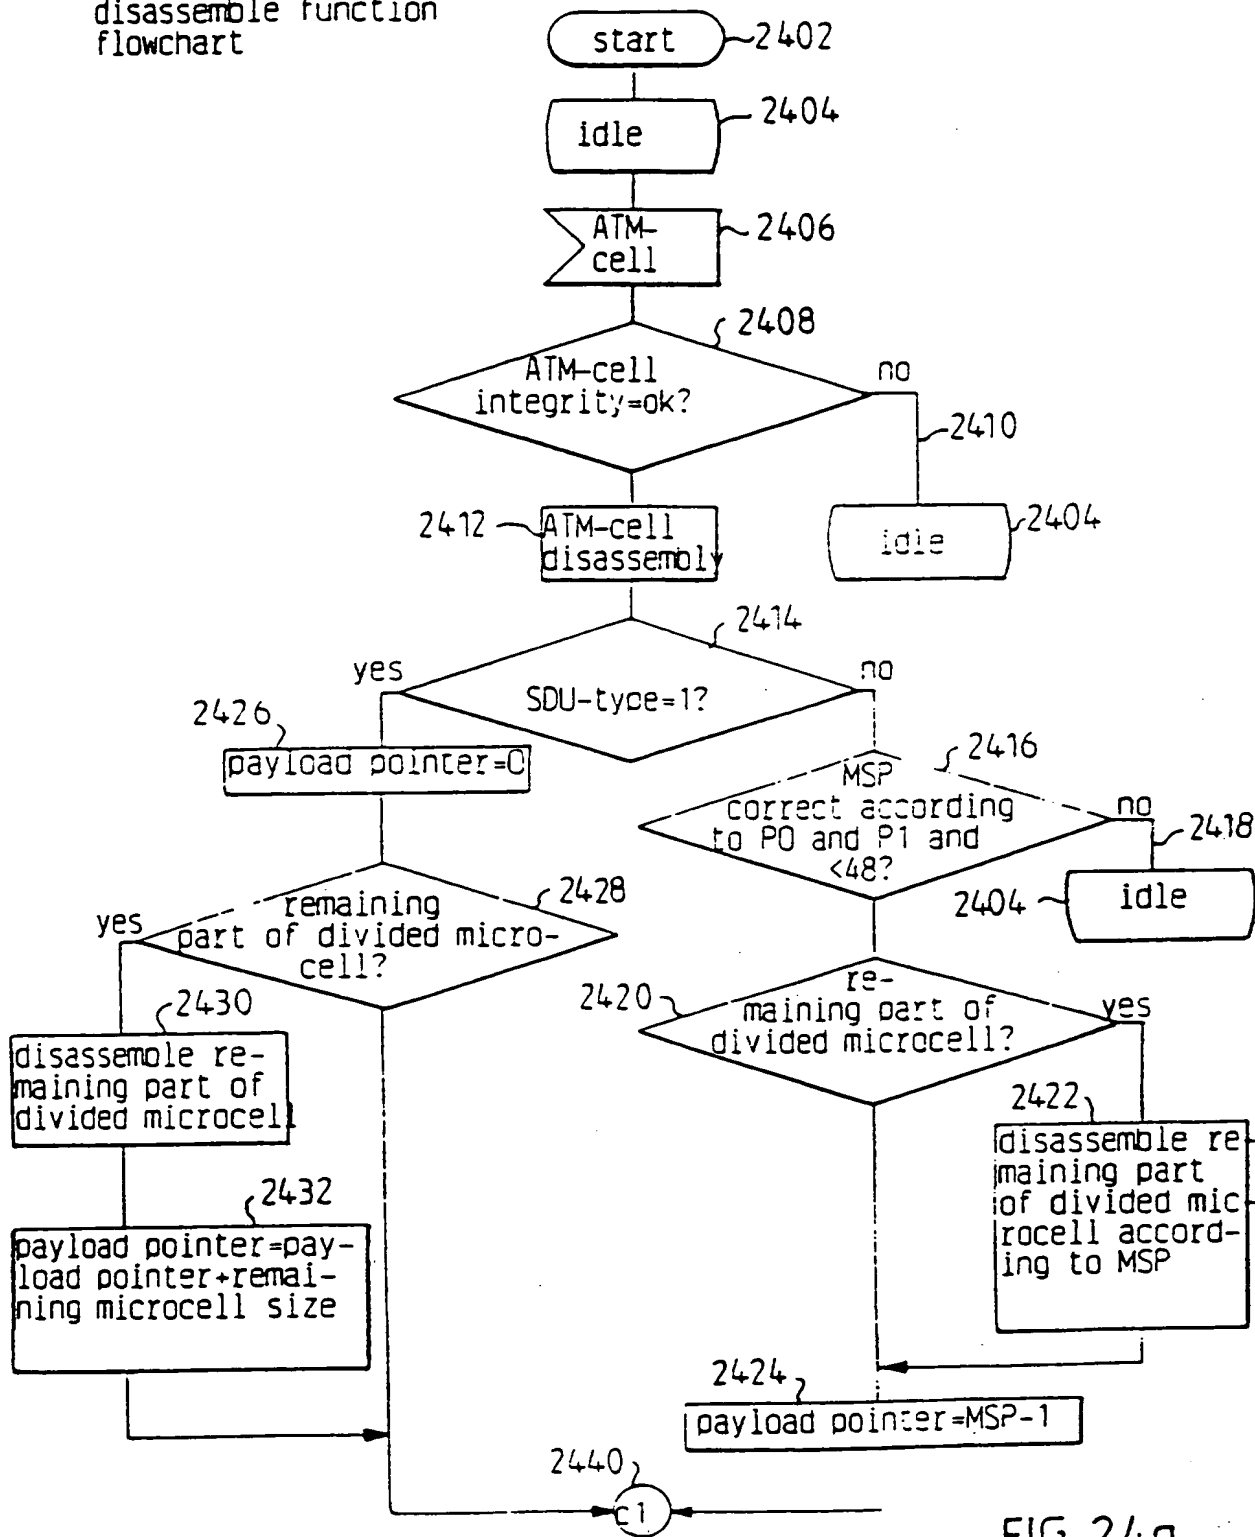 disassemble function
flowchart
start
2402
idle
2404
ATM-
cell
2406
2408
ATM-cell
integrity=ok?
no
2410
idle
2404
2412
ATM-cell
disassembly
2414
yes
no
SDU-type=1?
2426
payload pointer=0
2416
MSP
correct according
to P0 and P1 and
<48?
no
2418
2404
idle
2428
yes
remaining
part of divided micro-
cell?
2420
re-
maining part of
divided microcell?
yes
2430
disassemble re-
maining part of
divided microcell
2422
disassemble re-
maining part
of divided mic-
rocell accord-
ing to MSP
2432
payload pointer=pay-
load pointer+remai-
ning microcell size
2424
payload pointer=MSP-1
2440
c1
FIG. 24a